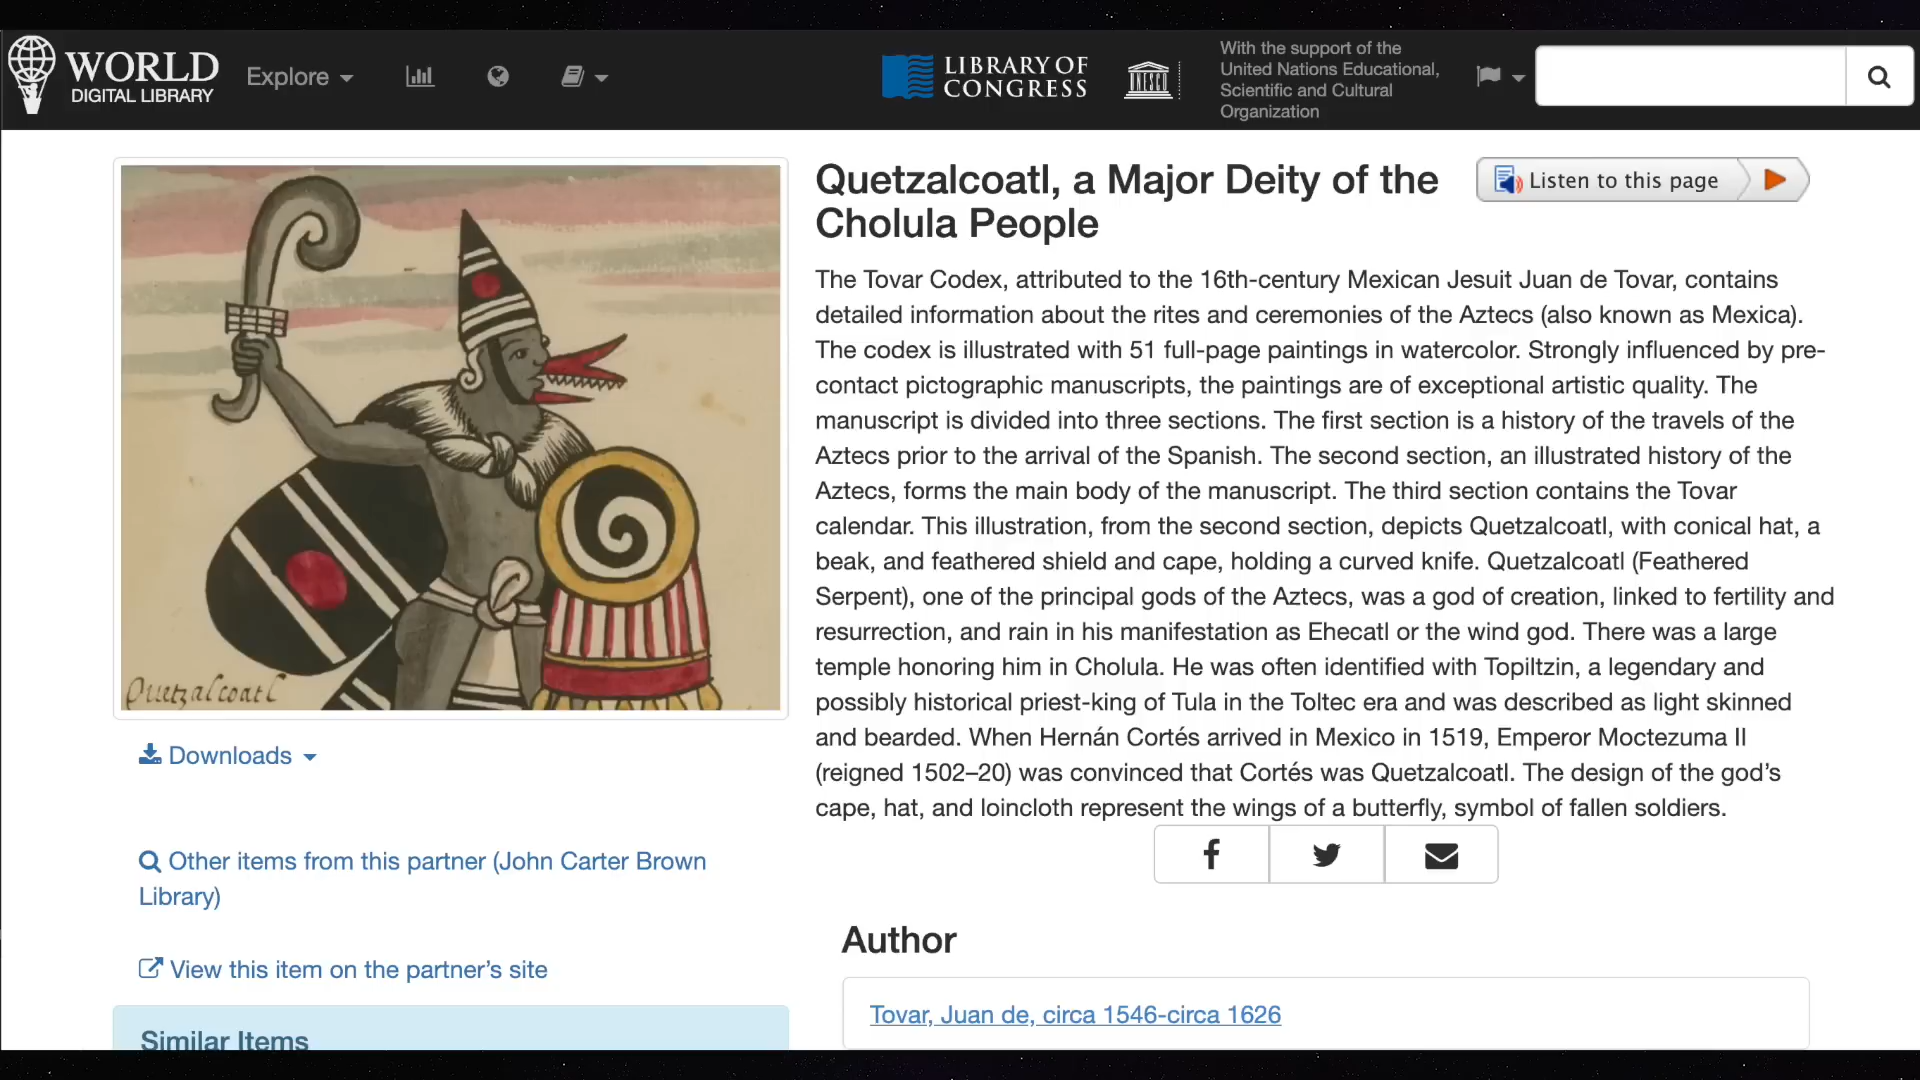 WORLD
DIGITAL LIBRARY
Explore
LIBRARY OF
CONGRESS
UNESCO
With the support of the
United Nations Educational,
Scientific and Cultural
Organization
Quetzalcoatl
Downloads
Other items from this partner (John Carter Brown
Library)
View this item on the partner's site
Similar Items
Quetzalcoatl, a Major Deity of the
Cholula People
Listen to this page
The Tovar Codex, attributed to the 16th-century Mexican Jesuit Juan de Tovar, contains
detailed information about the rites and ceremonies of the Aztecs (also known as Mexica).
The codex is illustrated with 51 full-page paintings in watercolor. Strongly influenced by pre-
contact pictographic manuscripts, the paintings are of exceptional artistic quality. The
manuscript is divided into three sections. The first section is a history of the travels of the
Aztecs prior to the arrival of the Spanish. The second section, an illustrated history of the
Aztecs, forms the main body of the manuscript. The third section contains the Tovar
calendar. This illustration, from the second section, depicts Quetzalcoatl, with conical hat, a
beak, and feathered shield and cape, holding a curved knife. Quetzalcoatl (Feathered
Serpent), one of the principal gods of the Aztecs, was a god of creation, linked to fertility and
resurrection, and rain in his manifestation as Ehecatl or the wind god. There was a large
temple honoring him in Cholula. He was often identified with Topiltzin, a legendary and
possibly historical priest-king of Tula in the Toltec era and was described as light skinned
and bearded. When Hernán Cortés arrived in Mexico in 1519, Emperor Moctezuma II
(reigned 1502–20) was convinced that Cortés was Quetzalcoatl. The design of the god's
cape, hat, and loincloth represent the wings of a butterfly, symbol of fallen soldiers.
Author
Tovar, Juan de, circa 1546-circa 1626